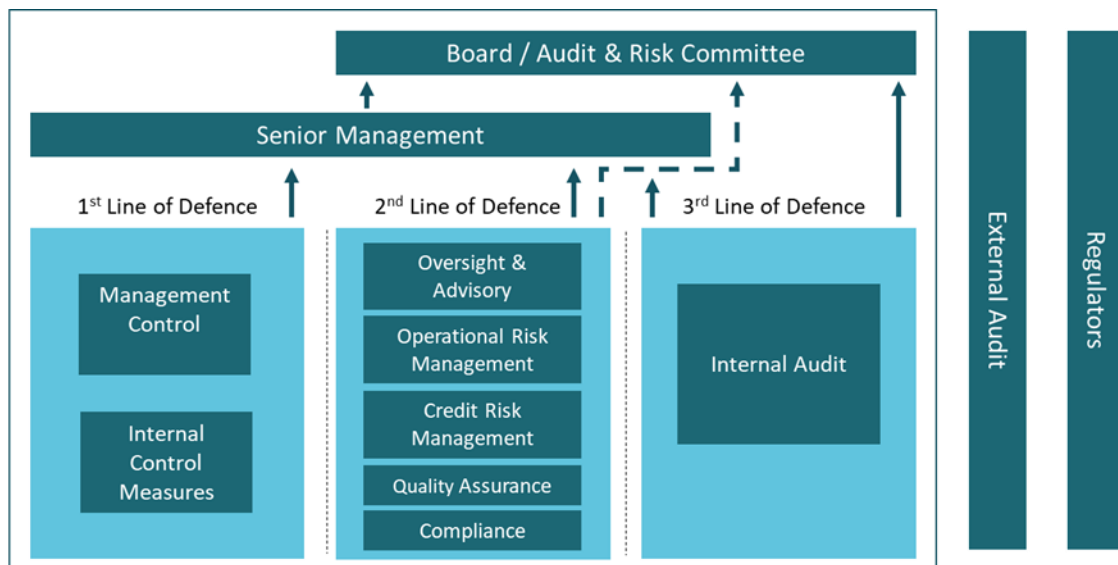 Board / Audit & Risk Committee
Senior Management
1st Line of Defence
2nd Line of Defence
3rd Line of Defence
Management
Control
Internal
Control
Measures
Oversight &
Advisory
Operational Risk
Management
Credit Risk
Management
Quality Assurance
Compliance
Internal Audit
External Audit
Regulators